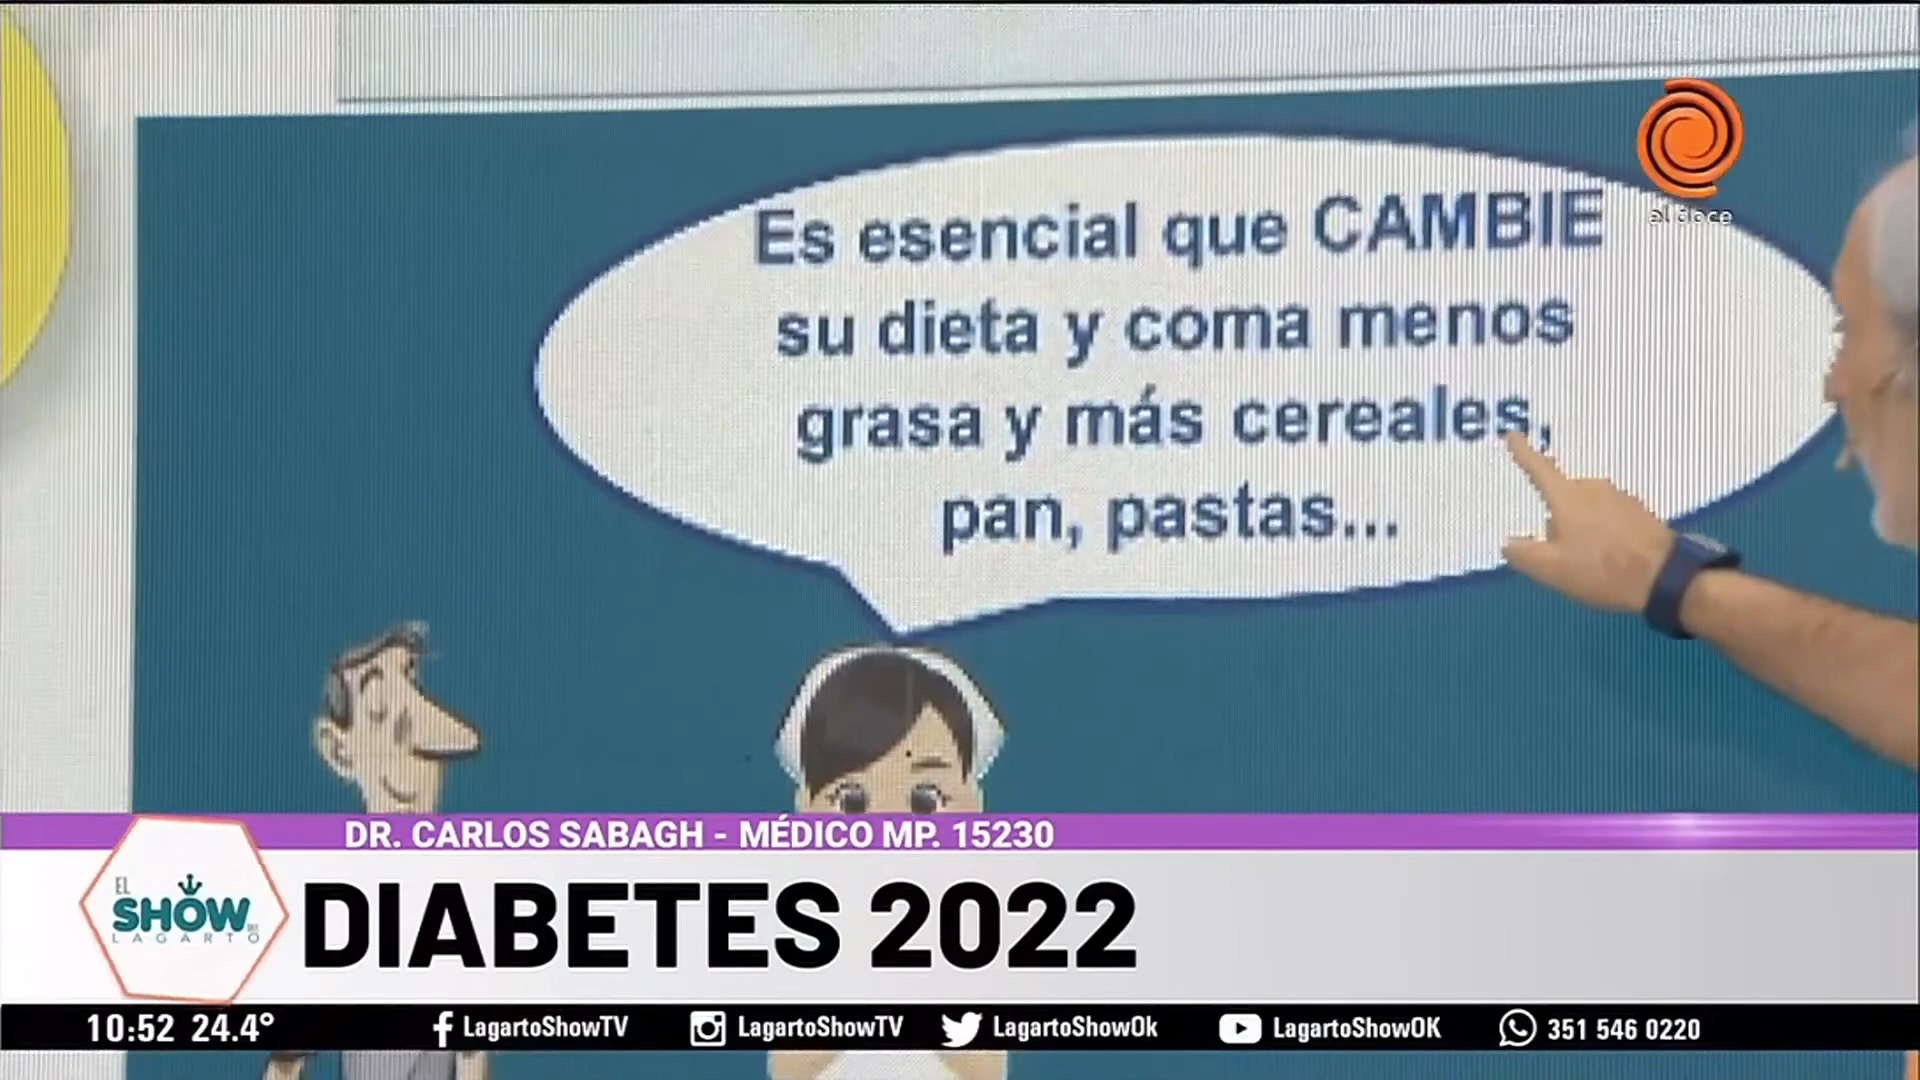 el doce
Es esencial que CAMBIE
su dieta y coma menos
grasa y más cereales,
pan, pastas...
DR. CARLOS SABAGH - MÉDICO MP. 15230
EL
SHOW
DEL
LAGARTO
DIABETES 2022
10:52 24.4° LagartoShowTV LagartoShowTV LagartoShowOk LagartoShowOK 351 546 0220